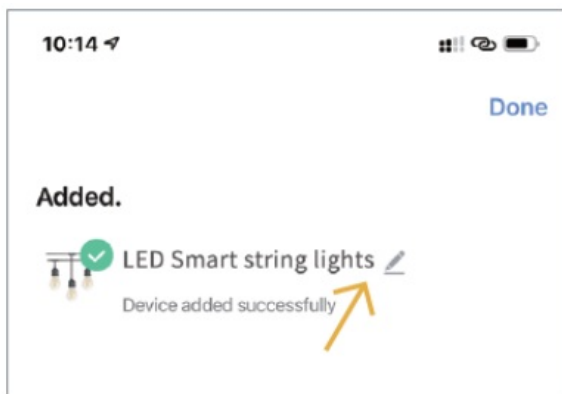 10:14
Done
Added.
LED Smart string lights
Device added successfully